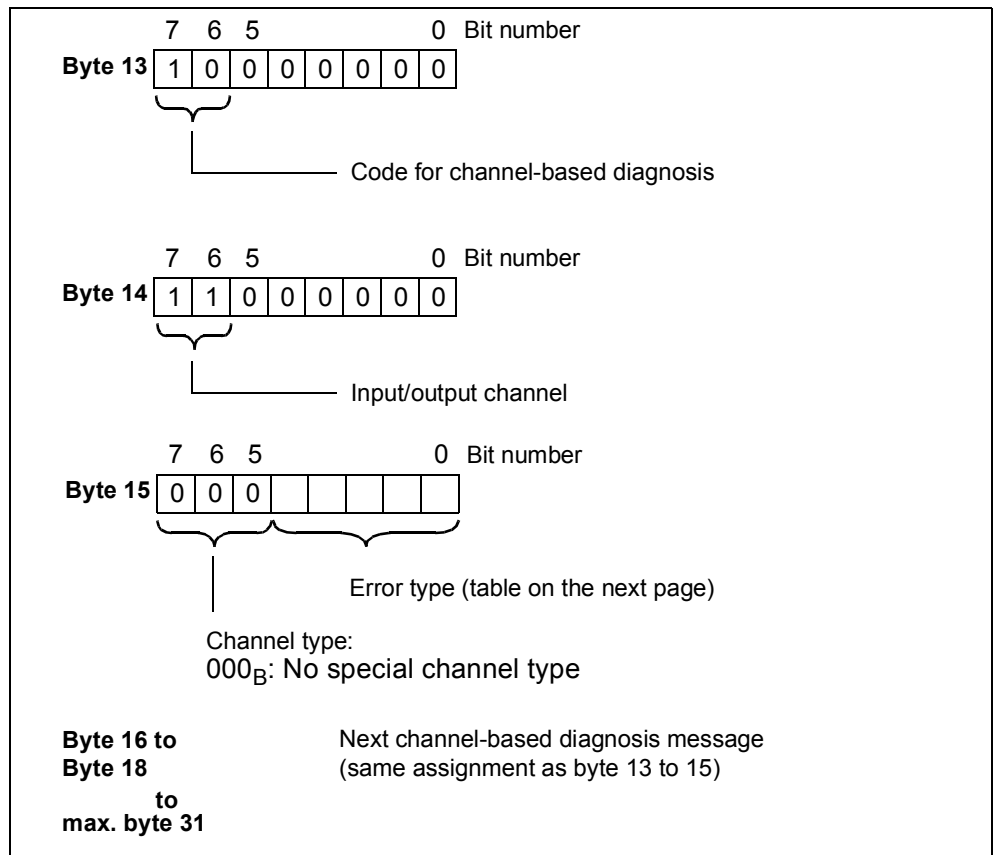 7 6 5 0 Bit number
Byte 13 1 0 0 0 0 0 0 0
Code for channel-based diagnosis
7 6 5 0 Bit number
Byte 14 1 1 0 0 0 0 0 0
Input/output channel
7 6 5 0 Bit number
Byte 15 0 0 0
Error type (table on the next page)
Channel type:
000B: No special channel type
Byte 16 to Next channel-based diagnosis message
Byte 18 (same assignment as byte 13 to 15)
to
max. byte 31